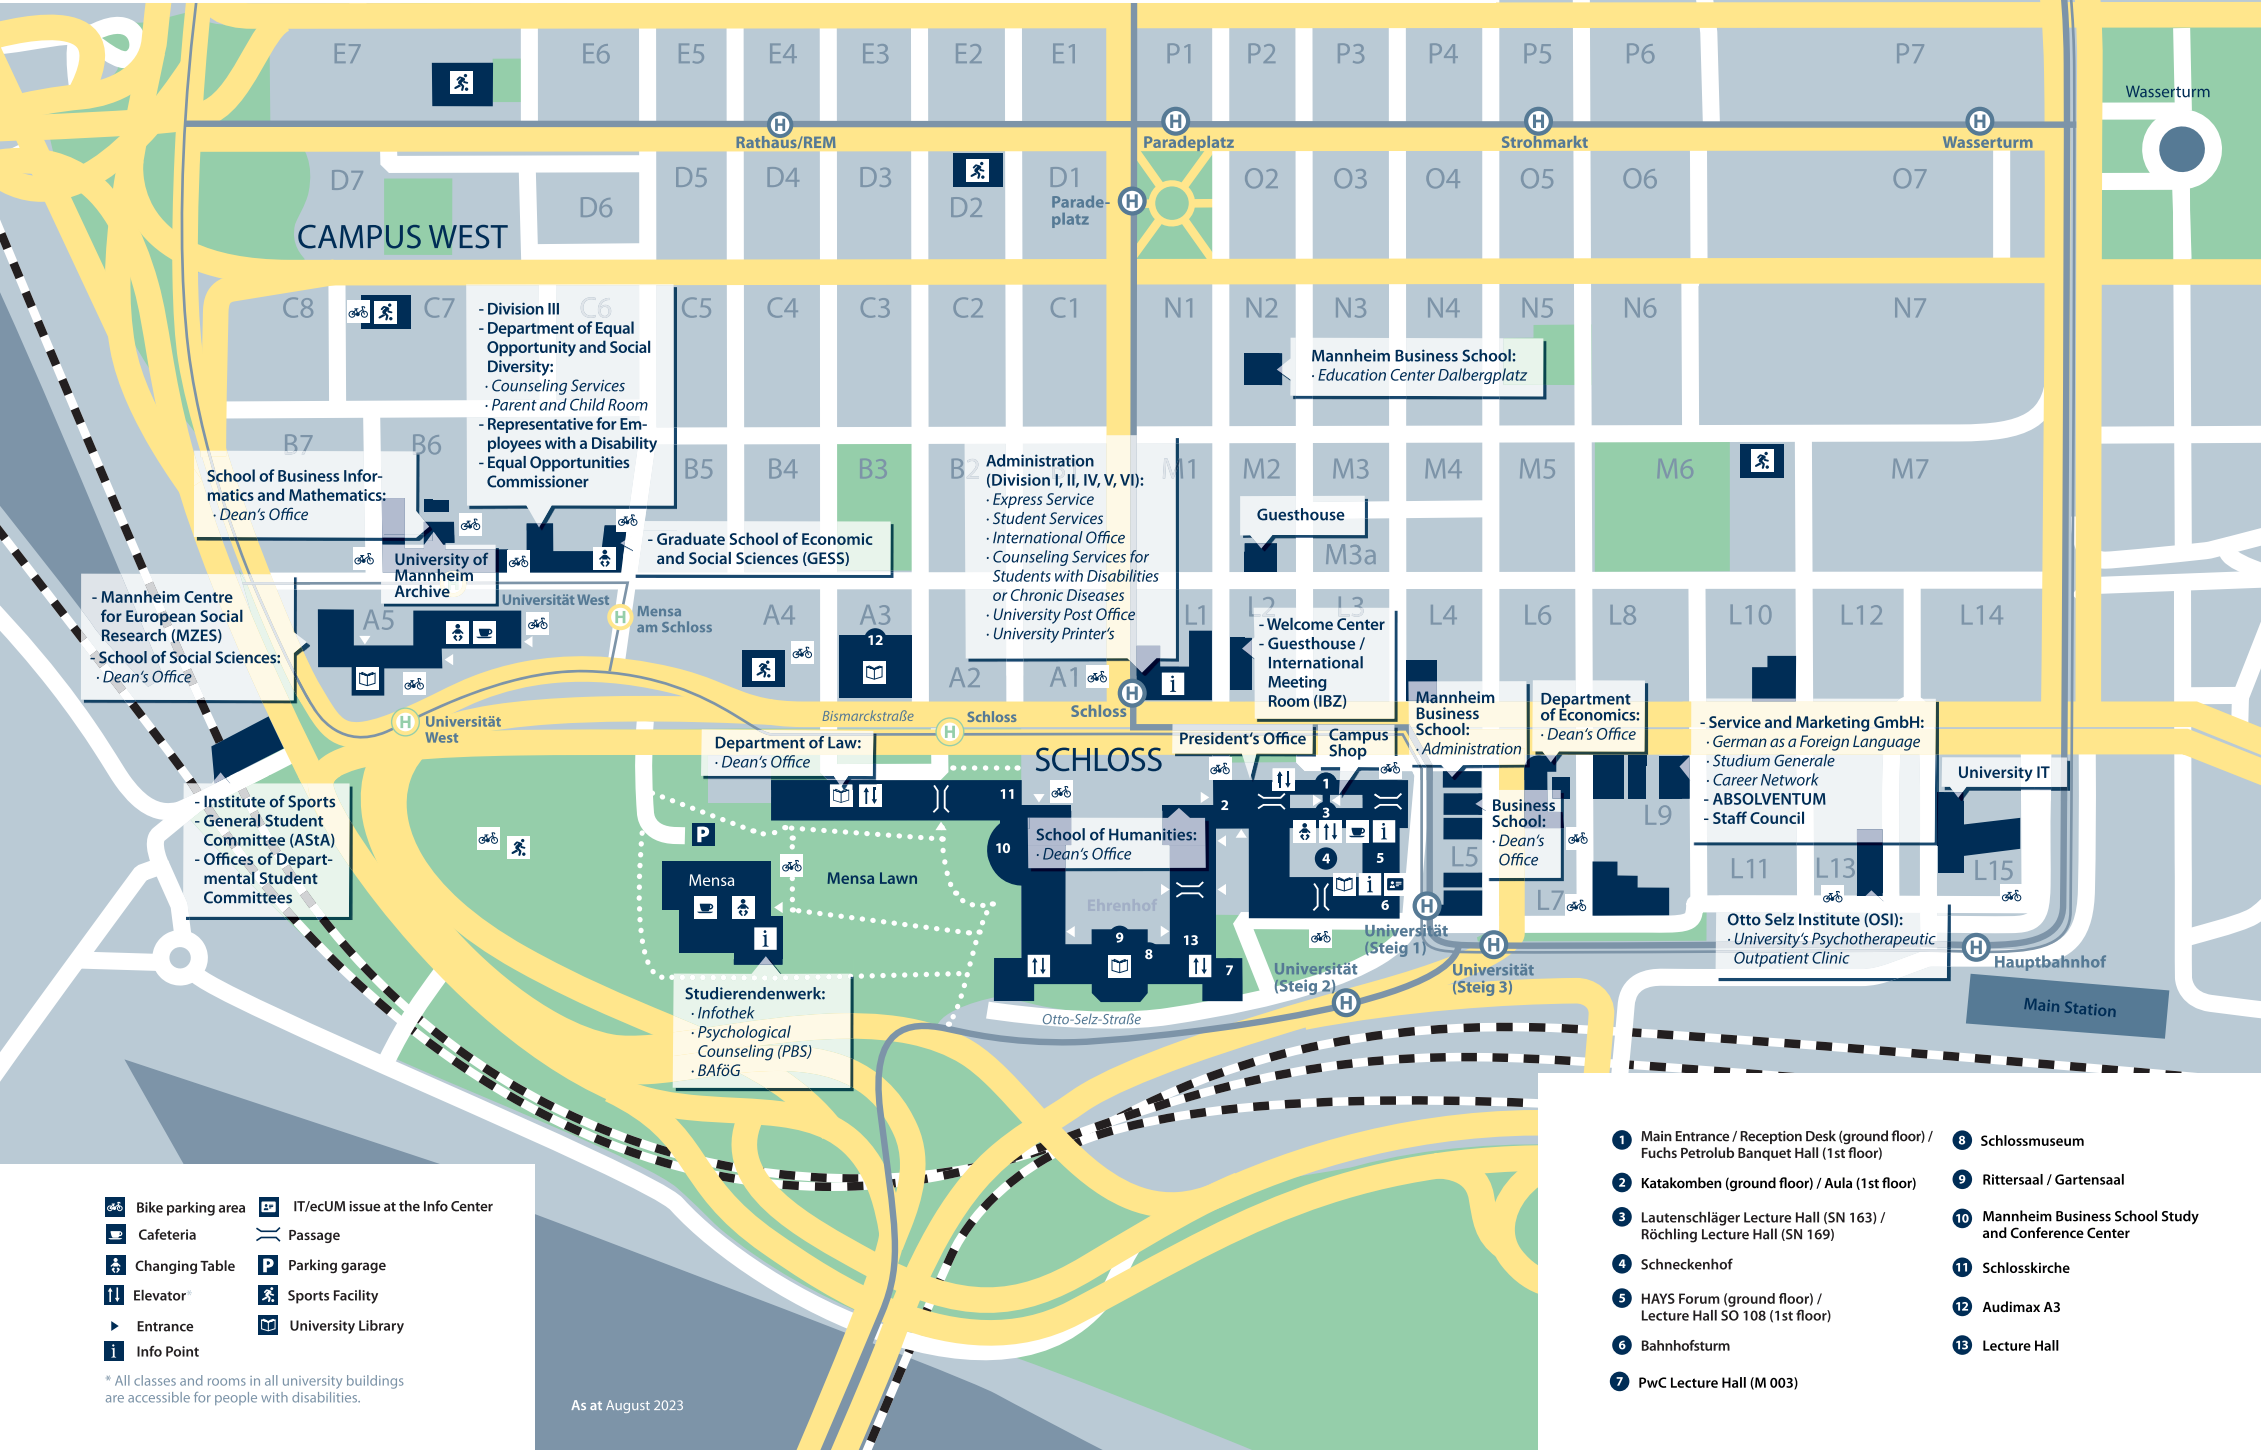 E7
E6
E5
E4
E3
E2
E1
P1
P2
P3
P4
P5
P6
P7
Wasserturm
H
Rathaus/REM
H
Paradeplatz
H
Strohmarkt
H
Wasserturm
D7
D6
D5
D4
D3
D2
D1
Parade-
platz
H
O2
O3
O4
O5
O6
O7
CAMPUS WEST
C8
C7
C6
C5
C4
C3
C2
C1
N1
N2
N3
N4
N5
N6
N7
- Division III
- Department of Equal
Opportunity and Social
Diversity:
· Counseling Services
· Parent and Child Room
- Representative for Em-
ployees with a Disability
- Equal Opportunities
Commissioner
Mannheim Business School:
· Education Center Dalbergplatz
B7
B6
B5
B4
B3
B2
M1
M2
M3
M4
M5
M6
M7
School of Business Infor-
matics and Mathematics:
· Dean's Office
Administration
(Division I, II, IV, V, VI):
· Express Service
· Student Services
· International Office
· Counseling Services for
Students with Disabilities
or Chronic Diseases
· University Post Office
· University Printer's
Guesthouse
M3a
- Graduate School of Economic
and Social Sciences (GESS)
University of
Mannheim
Archive
- Mannheim Centre
for European Social
Research (MZES)
- School of Social Sciences:
· Dean's Office
Universität West
H
Mensa
am Schloss
A5
A4
A3
12
A2
A1
L1
L2
L3
L4
L6
L8
L10
L12
L14
- Welcome Center
- Guesthouse /
International
Meeting
Room (IBZ)
i
H
Schloss
H
Universität
West
Bismarckstraße
H
Schloss
Mannheim
Business
School:
· Administration
Department
of Economics:
· Dean's Office
- Service and Marketing GmbH:
· German as a Foreign Language
· Studium Generale
· Career Network
- ABSOLVENTUM
- Staff Council
University IT
Department of Law:
· Dean's Office
SCHLOSS
President's Office
Campus
Shop
- Institute of Sports
- General Student
Committee (AStA)
- Offices of Depart-
mental Student
Committees
11
1
2
3
4
5
6
i
i
School of Humanities:
· Dean's Office
10
Business
School:
· Dean's
Office
L5
L7
L9
L11
L13
L15
P
Mensa
i
Mensa Lawn
Ehrenhof
9
8
13
7
H
Universität
(Steig 1)
Universität
(Steig 2)
H
H
Universität
(Steig 3)
Otto Selz Institute (OSI):
· University's Psychotherapeutic
Outpatient Clinic
H
Hauptbahnhof
Main Station
Studierendenwerk:
· Infothek
· Psychological
Counseling (PBS)
· BAföG
Otto-Selz-Straße
Bike parking area
Cafeteria
Changing Table
Elevator*
Entrance
i Info Point
IT/ecUM issue at the Info Center
Passage
P Parking garage
Sports Facility
University Library
* All classes and rooms in all university buildings
are accessible for people with disabilities.
As at August 2023
1 Main Entrance / Reception Desk (ground floor) /
Fuchs Petrolub Banquet Hall (1st floor)
2 Katakomben (ground floor) / Aula (1st floor)
3 Lautenschläger Lecture Hall (SN 163) /
Röchling Lecture Hall (SN 169)
4 Schneckenhof
5 HAYS Forum (ground floor) /
Lecture Hall SO 108 (1st floor)
6 Bahnhofsturm
7 PwC Lecture Hall (M 003)
8 Schlossmuseum
9 Rittersaal / Gartensaal
10 Mannheim Business School Study
and Conference Center
11 Schlosskirche
12 Audimax A3
13 Lecture Hall